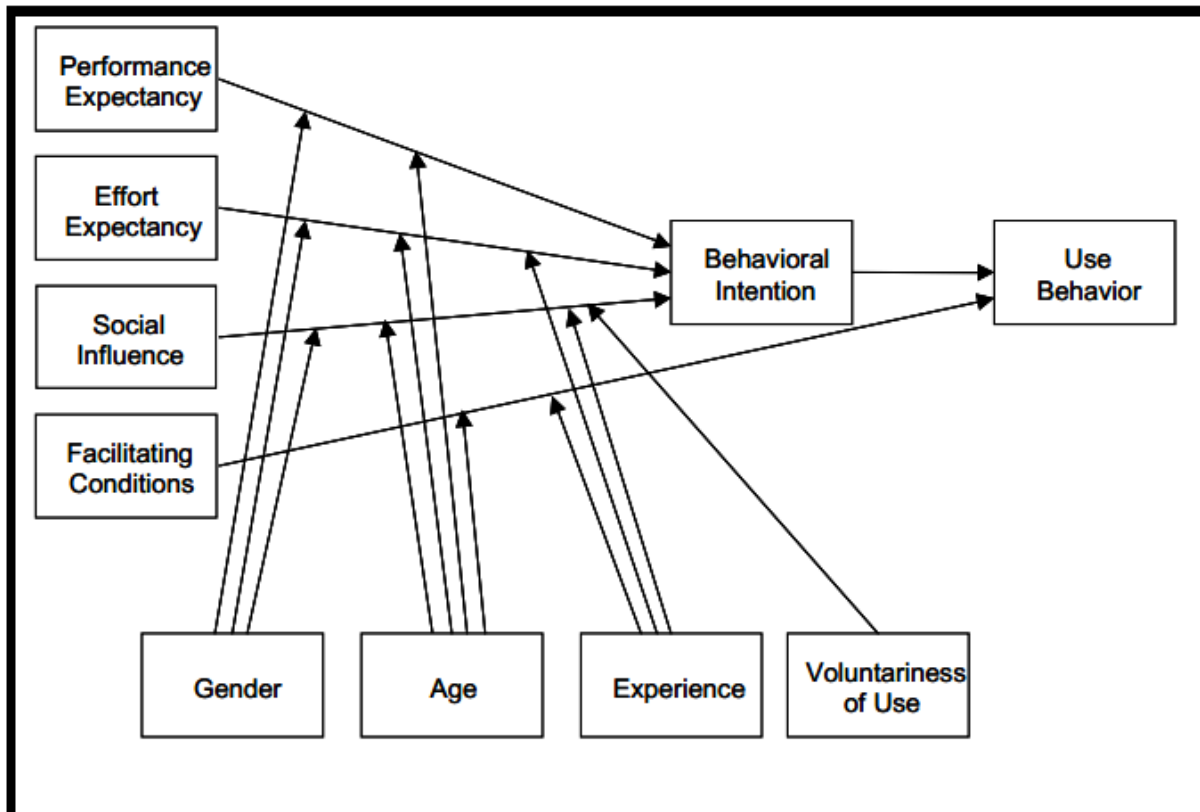 Performance
Expectancy
Effort
Expectancy
Social
Influence
Facilitating
Conditions
Behavioral
Intention
Use
Behavior
Gender
Age
Experience
Voluntariness
of Use